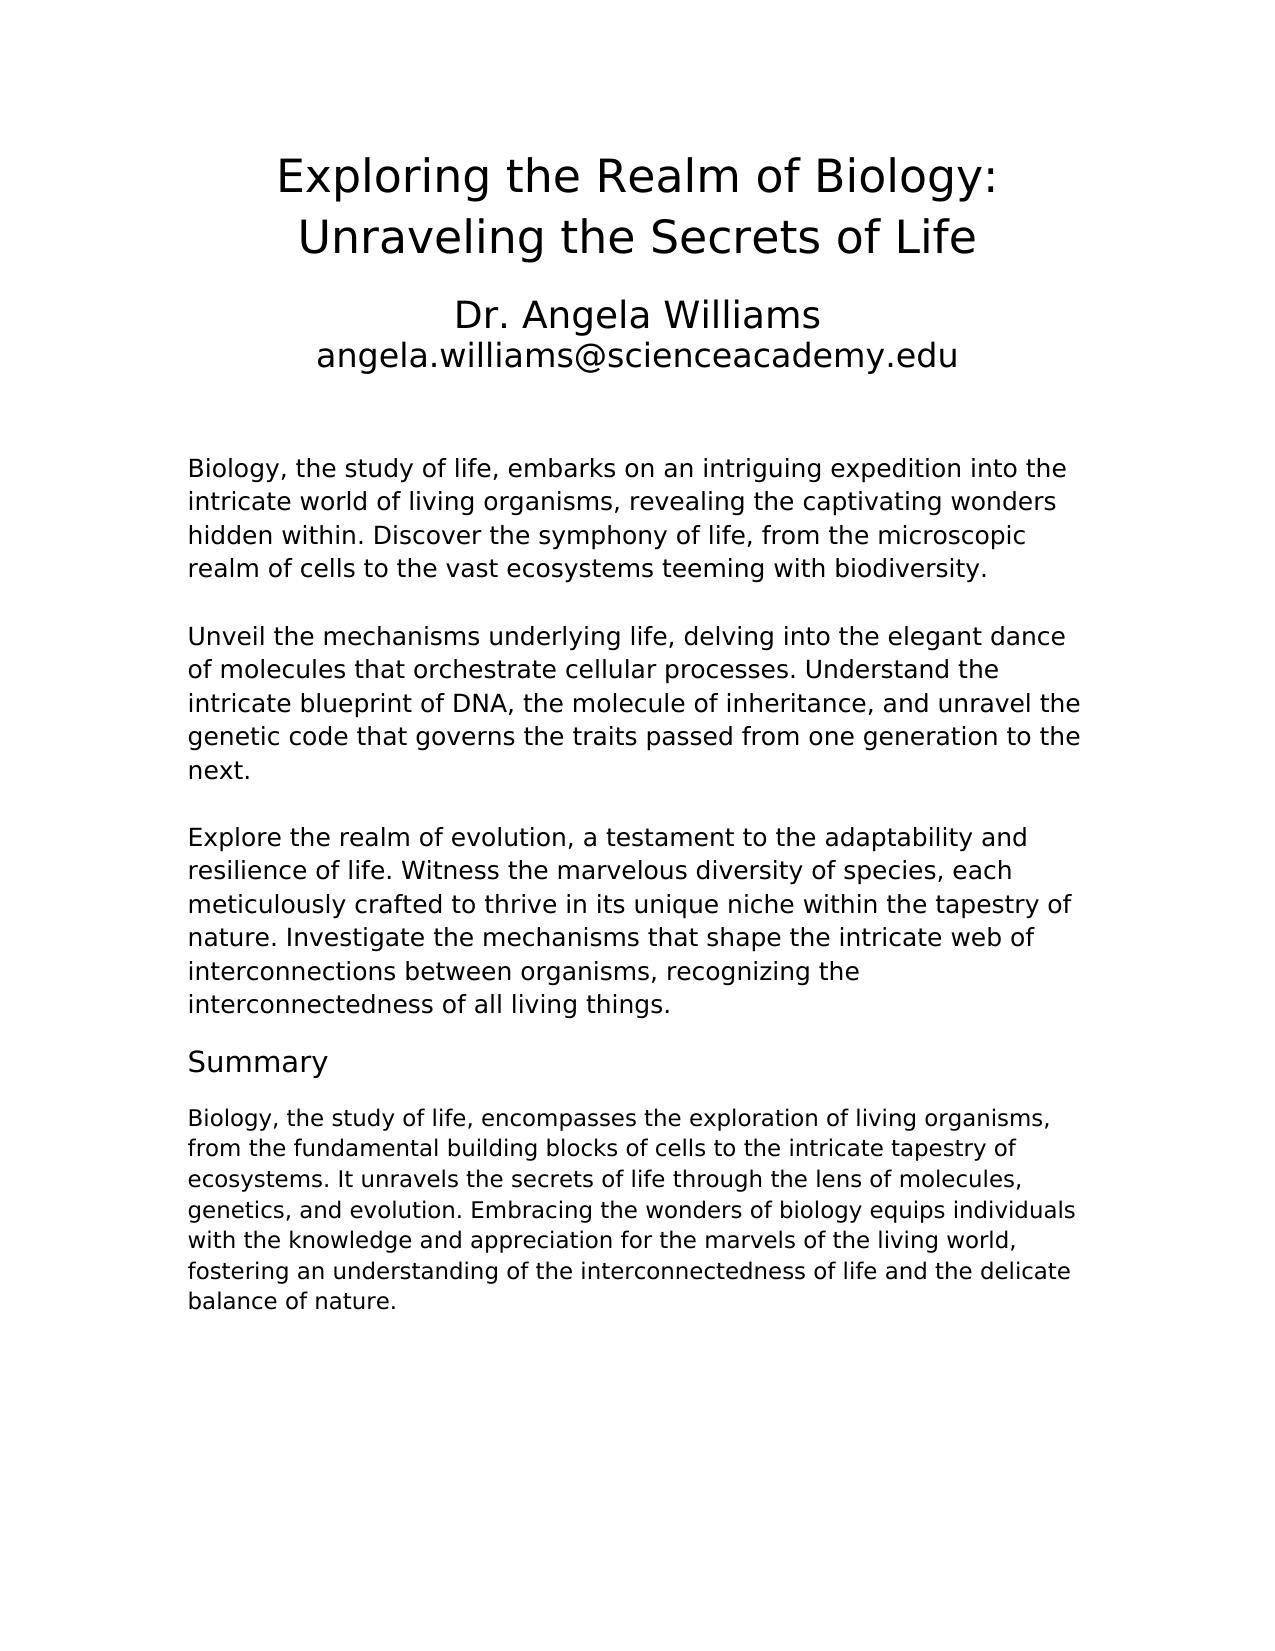 Exploring the Realm of Biology:
Unraveling the Secrets of Life
Dr. Angela Williams
angela.williams@scienceacademy.edu
Biology, the study of life, embarks on an intriguing expedition into the
intricate world of living organisms, revealing the captivating wonders
hidden within. Discover the symphony of life, from the microscopic
realm of cells to the vast ecosystems teeming with biodiversity.
Unveil the mechanisms underlying life, delving into the elegant dance
of molecules that orchestrate cellular processes. Understand the
intricate blueprint of DNA, the molecule of inheritance, and unravel the
genetic code that governs the traits passed from one generation to the
next.
Explore the realm of evolution, a testament to the adaptability and
resilience of life. Witness the marvelous diversity of species, each
meticulously crafted to thrive in its unique niche within the tapestry of
nature. Investigate the mechanisms that shape the intricate web of
interconnections between organisms, recognizing the
interconnectedness of all living things.
Summary
Biology, the study of life, encompasses the exploration of living organisms,
from the fundamental building blocks of cells to the intricate tapestry of
ecosystems. It unravels the secrets of life through the lens of molecules,
genetics, and evolution. Embracing the wonders of biology equips individuals
with the knowledge and appreciation for the marvels of the living world,
fostering an understanding of the interconnectedness of life and the delicate
balance of nature.